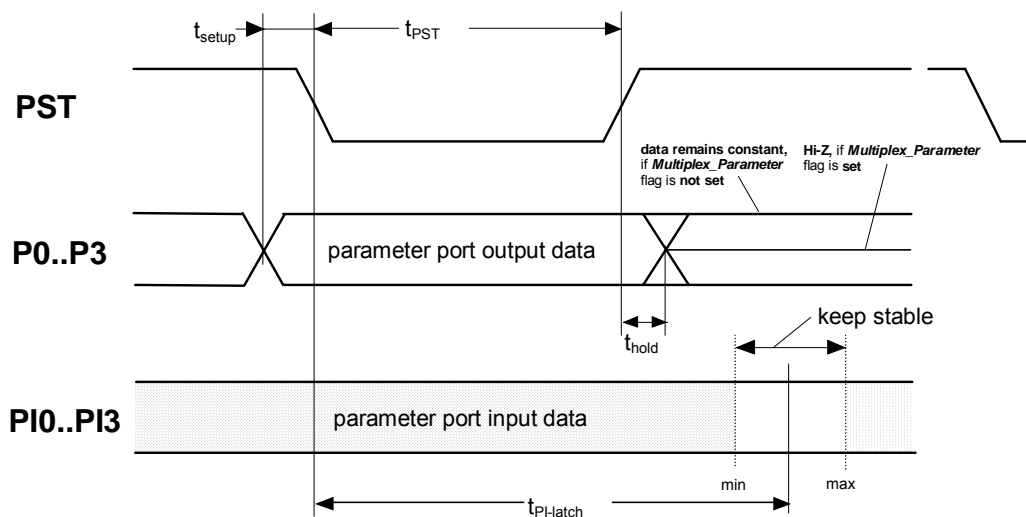 tsetup
tPST
PST
data remains constant,
if Multiplex_Parameter
flag is not set
Hi-Z, if Multiplex_Parameter
flag is set
P0..P3
parameter port output data
keep stable
thold
PI0..PI3
parameter port input data
min
max
tPI-latch